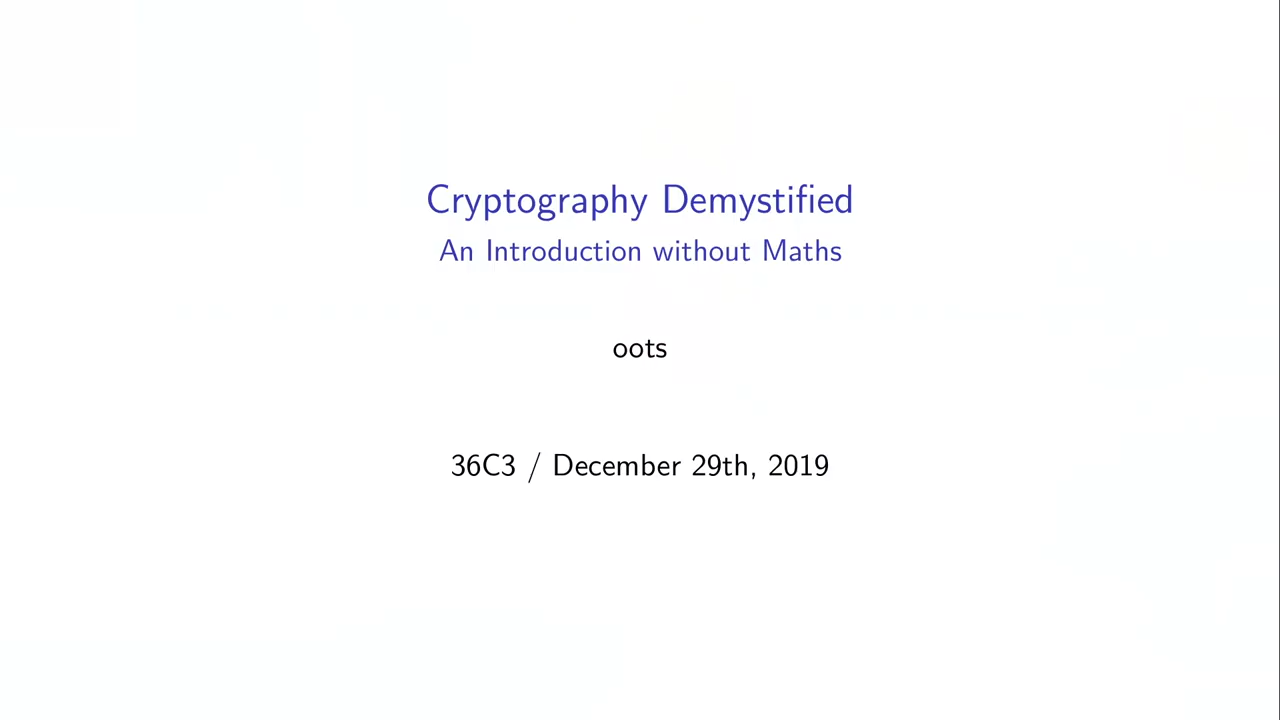 Cryptography Demystified
An Introduction without Maths
oots
36C3 / December 29th, 2019